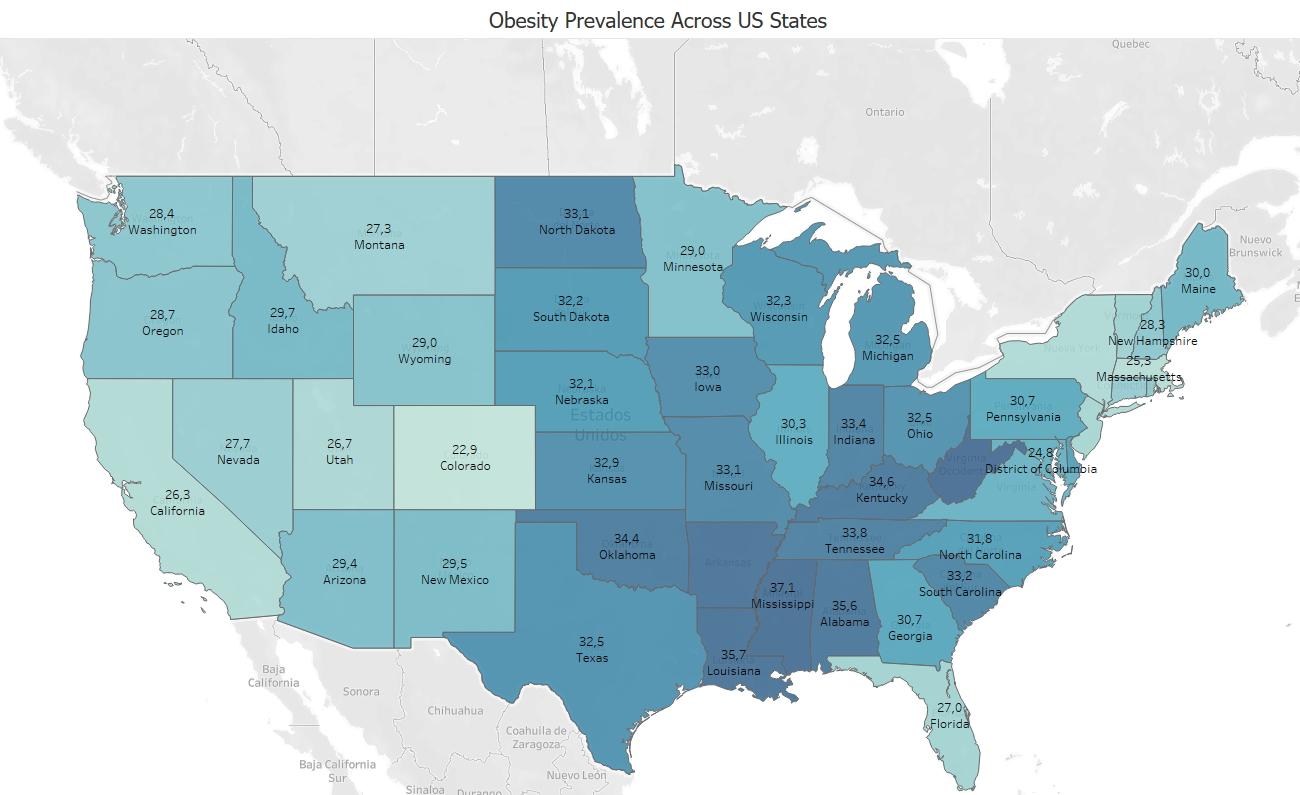 Obesity Prevalence Across US States
Quebec
Ontario
Nuevo
Brunswick
28,4
Washington
27,3
Montana
33,1
North Dakota
29,0
Minnesota
30,0
Maine
28,7
Oregon
29,7
Idaho
29,0
Wyoming
32,2
South Dakota
32,3
Wisconsin
32,5
Michigan
Vermont
28,3
New Hampshire
Nueva York
25,3
Massachusetts
32,1
Nebraska
33,0
Iowa
30,7
Pennsylvania
Estados
Unidos
27,7
Nevada
26,7
Utah
22,9
Colorado
30,3
Illinois
33,4
Indiana
32,5
Ohio
24,8
District of Columbia
Virginia
Occidental
Virginia
26,3
California
32,9
Kansas
33,1
Missouri
34,6
Kentucky
29,4
Arizona
29,5
New Mexico
34,4
Oklahoma
Arkansas
33,8
Tennessee
31,8
North Carolina
33,2
South Carolina
37,1
Mississippi
35,6
Alabama
30,7
Georgia
32,5
Texas
35,7
Louisiana
27,0
Florida
Baja
California
Sonora
Chihuahua
Coahuila de
Zaragoza
Baja California
Sur
Sinaloa
Durango
Nuevo León